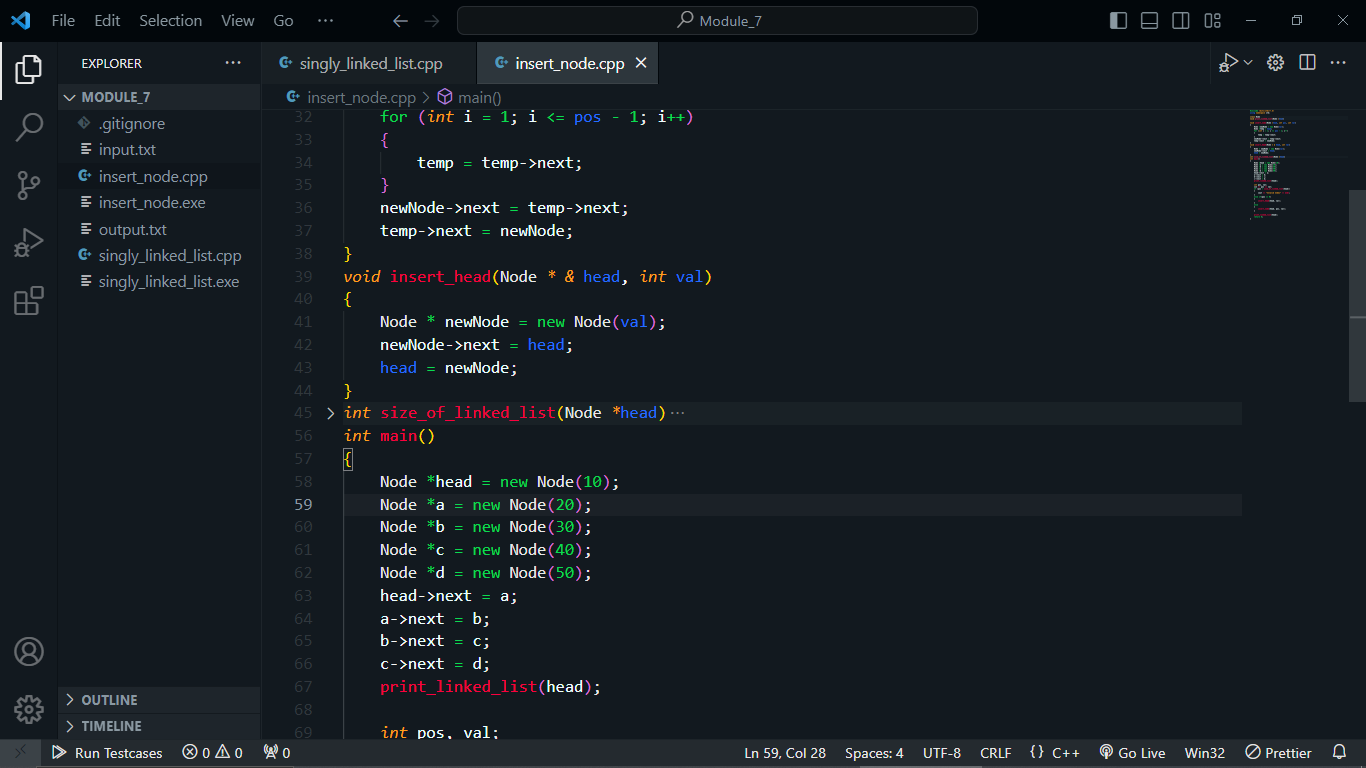 File Edit Selection View Go ··· Module_7
EXPLORER ···
MODULE_7
.gitignore
input.txt
insert_node.cpp
insert_node.exe
output.txt
singly_linked_list.cpp
singly_linked_list.exe
OUTLINE
TIMELINE
singly_linked_list.cpp insert_node.cpp
insert_node.cpp > main()
32 for (int i = 1; i <= pos - 1; i++)
33 {
34 temp = temp->next;
35 }
36 newNode->next = temp->next;
37 temp->next = newNode;
38 }
39 void insert_head(Node * & head, int val)
40 {
41 Node * newNode = new Node(val);
42 newNode->next = head;
43 head = newNode;
44 }
45 int size_of_linked_list(Node *head)···
56 int main()
57 {
58 Node *head = new Node(10);
59 Node *a = new Node(20);
60 Node *b = new Node(30);
61 Node *c = new Node(40);
62 Node *d = new Node(50);
63 head->next = a;
64 a->next = b;
65 b->next = c;
66 c->next = d;
67 print_linked_list(head);
68
69 int pos, val;
Run Testcases 0 0 0 Ln 59, Col 28 Spaces: 4 UTF-8 CRLF {} C++ Go Live Win32 Prettier